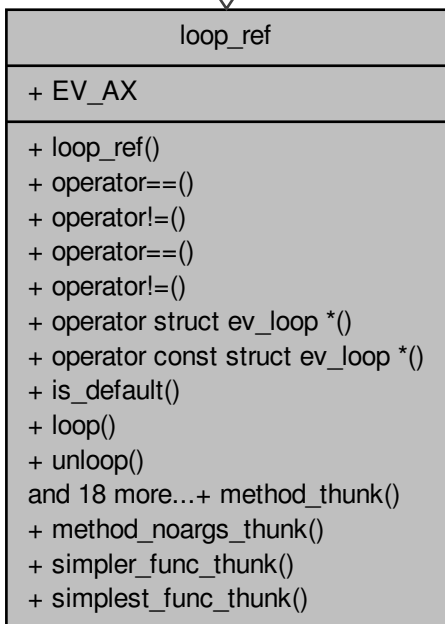 loop_ref
+ EV_AX
+ loop_ref()
+ operator==()
+ operator!=()
+ operator==()
+ operator!=()
+ operator struct ev_loop *()
+ operator const struct ev_loop *()
+ is_default()
+ loop()
+ unloop()
and 18 more...+ method_thunk()
+ method_noargs_thunk()
+ simpler_func_thunk()
+ simplest_func_thunk()